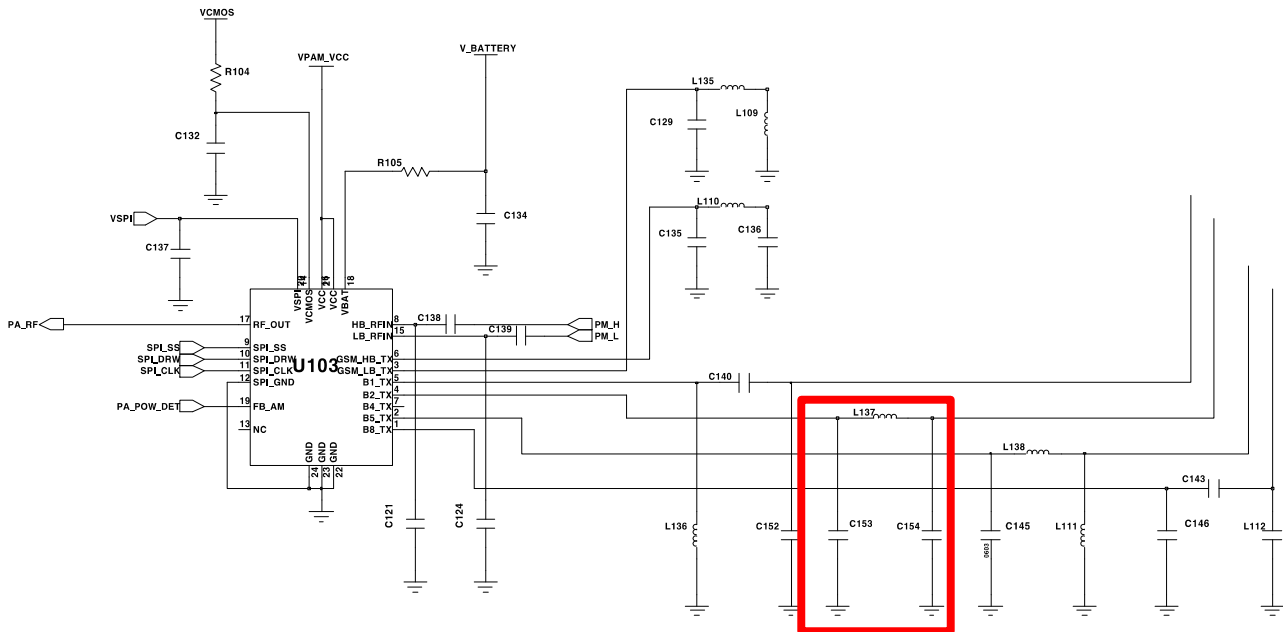 VCMOS
R104
C132
VPAM_VCC
V_BATTERY
R105
C134
L135
C129
L109
L110
C135
C136
VSPI
C137
18
VSPI
VCMOS
VCC
VCC
VBAT
PA_RF
17 RF_OUT
HB_RFIN 8
C138
PM_H
LB_RFIN 15
C139
PM_L
SPI_SS
9 SPI_SS
SPI_DRW
10 SPI_DRW
SPI_CLK
11 SPI_CLK
12 SPI_GND
U103
GSM_HB_TX 6
GSM_LB_TX 3
B1_TX 5
B2_TX 4
B4_TX 7
B5_TX 2
B8_TX 1
PA_POW_DET
19 FB_AM
13 NC
GND
GND
GND
24
23
22
C140
L137
L138
C143
C121
C124
L136
C152
C153
C154
C145
0603
L111
C146
L112